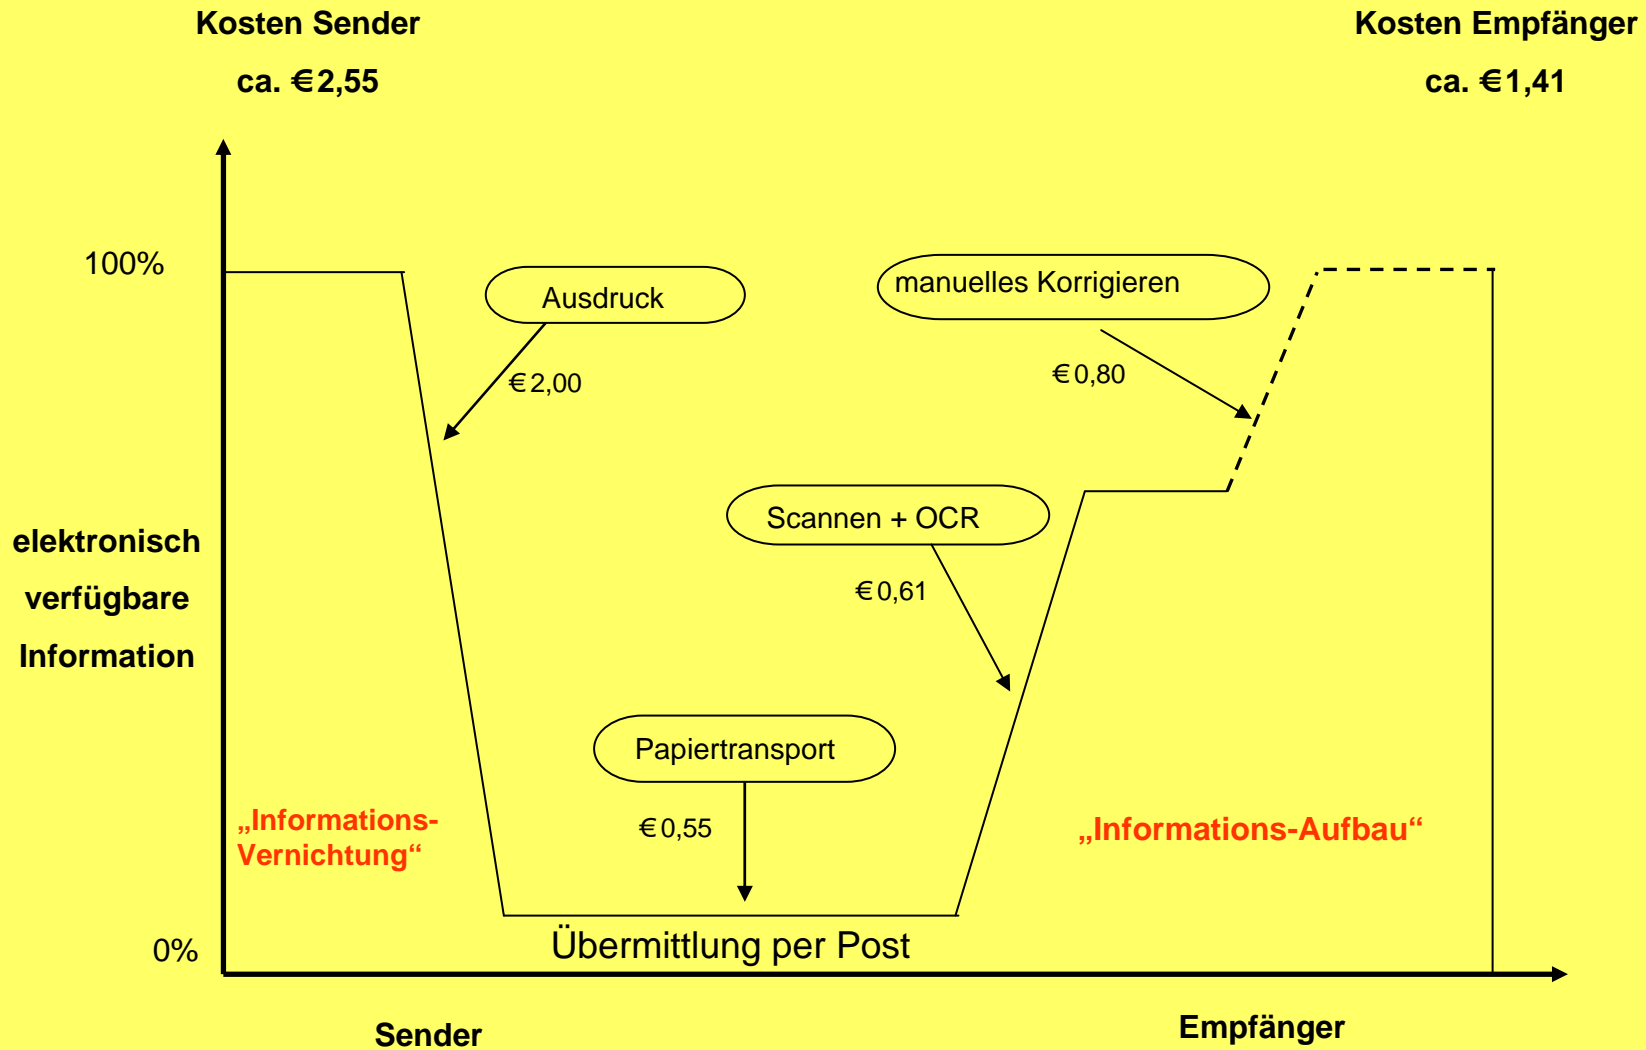 Kosten Sender
ca. €2,55
Kosten Empfänger
ca. €1,41
100%
Ausdruck
€2,00
manuelles Korrigieren
€0,80
Scannen + OCR
€0,61
elektronisch
verfügbare
Information
Papiertransport
€0,55
„Informations-
Vernichtung“
„Informations-Aufbau“
0%
Übermittlung per Post
Sender
Empfänger